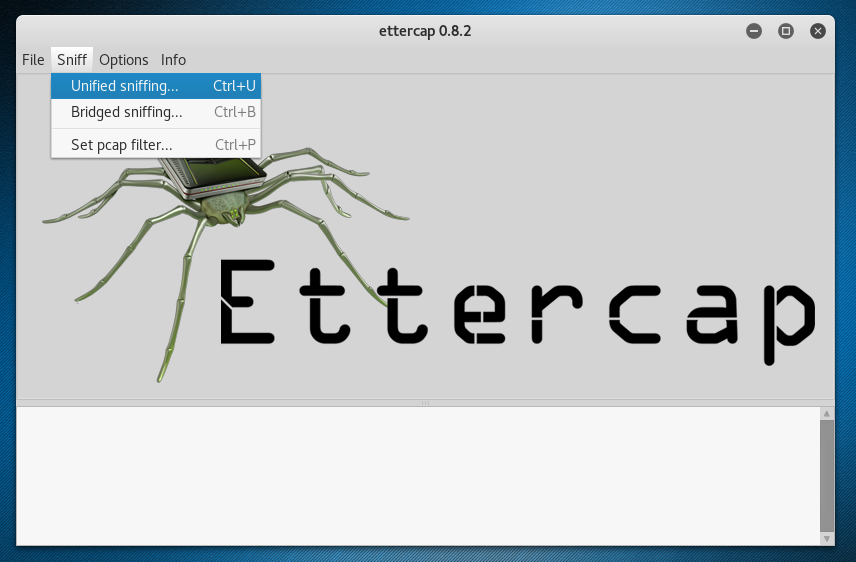 ettercap 0.8.2
File Sniff Options Info
Unified sniffing... Ctrl+U
Bridged sniffing... Ctrl+B
Set pcap filter... Ctrl+P
Ettercap